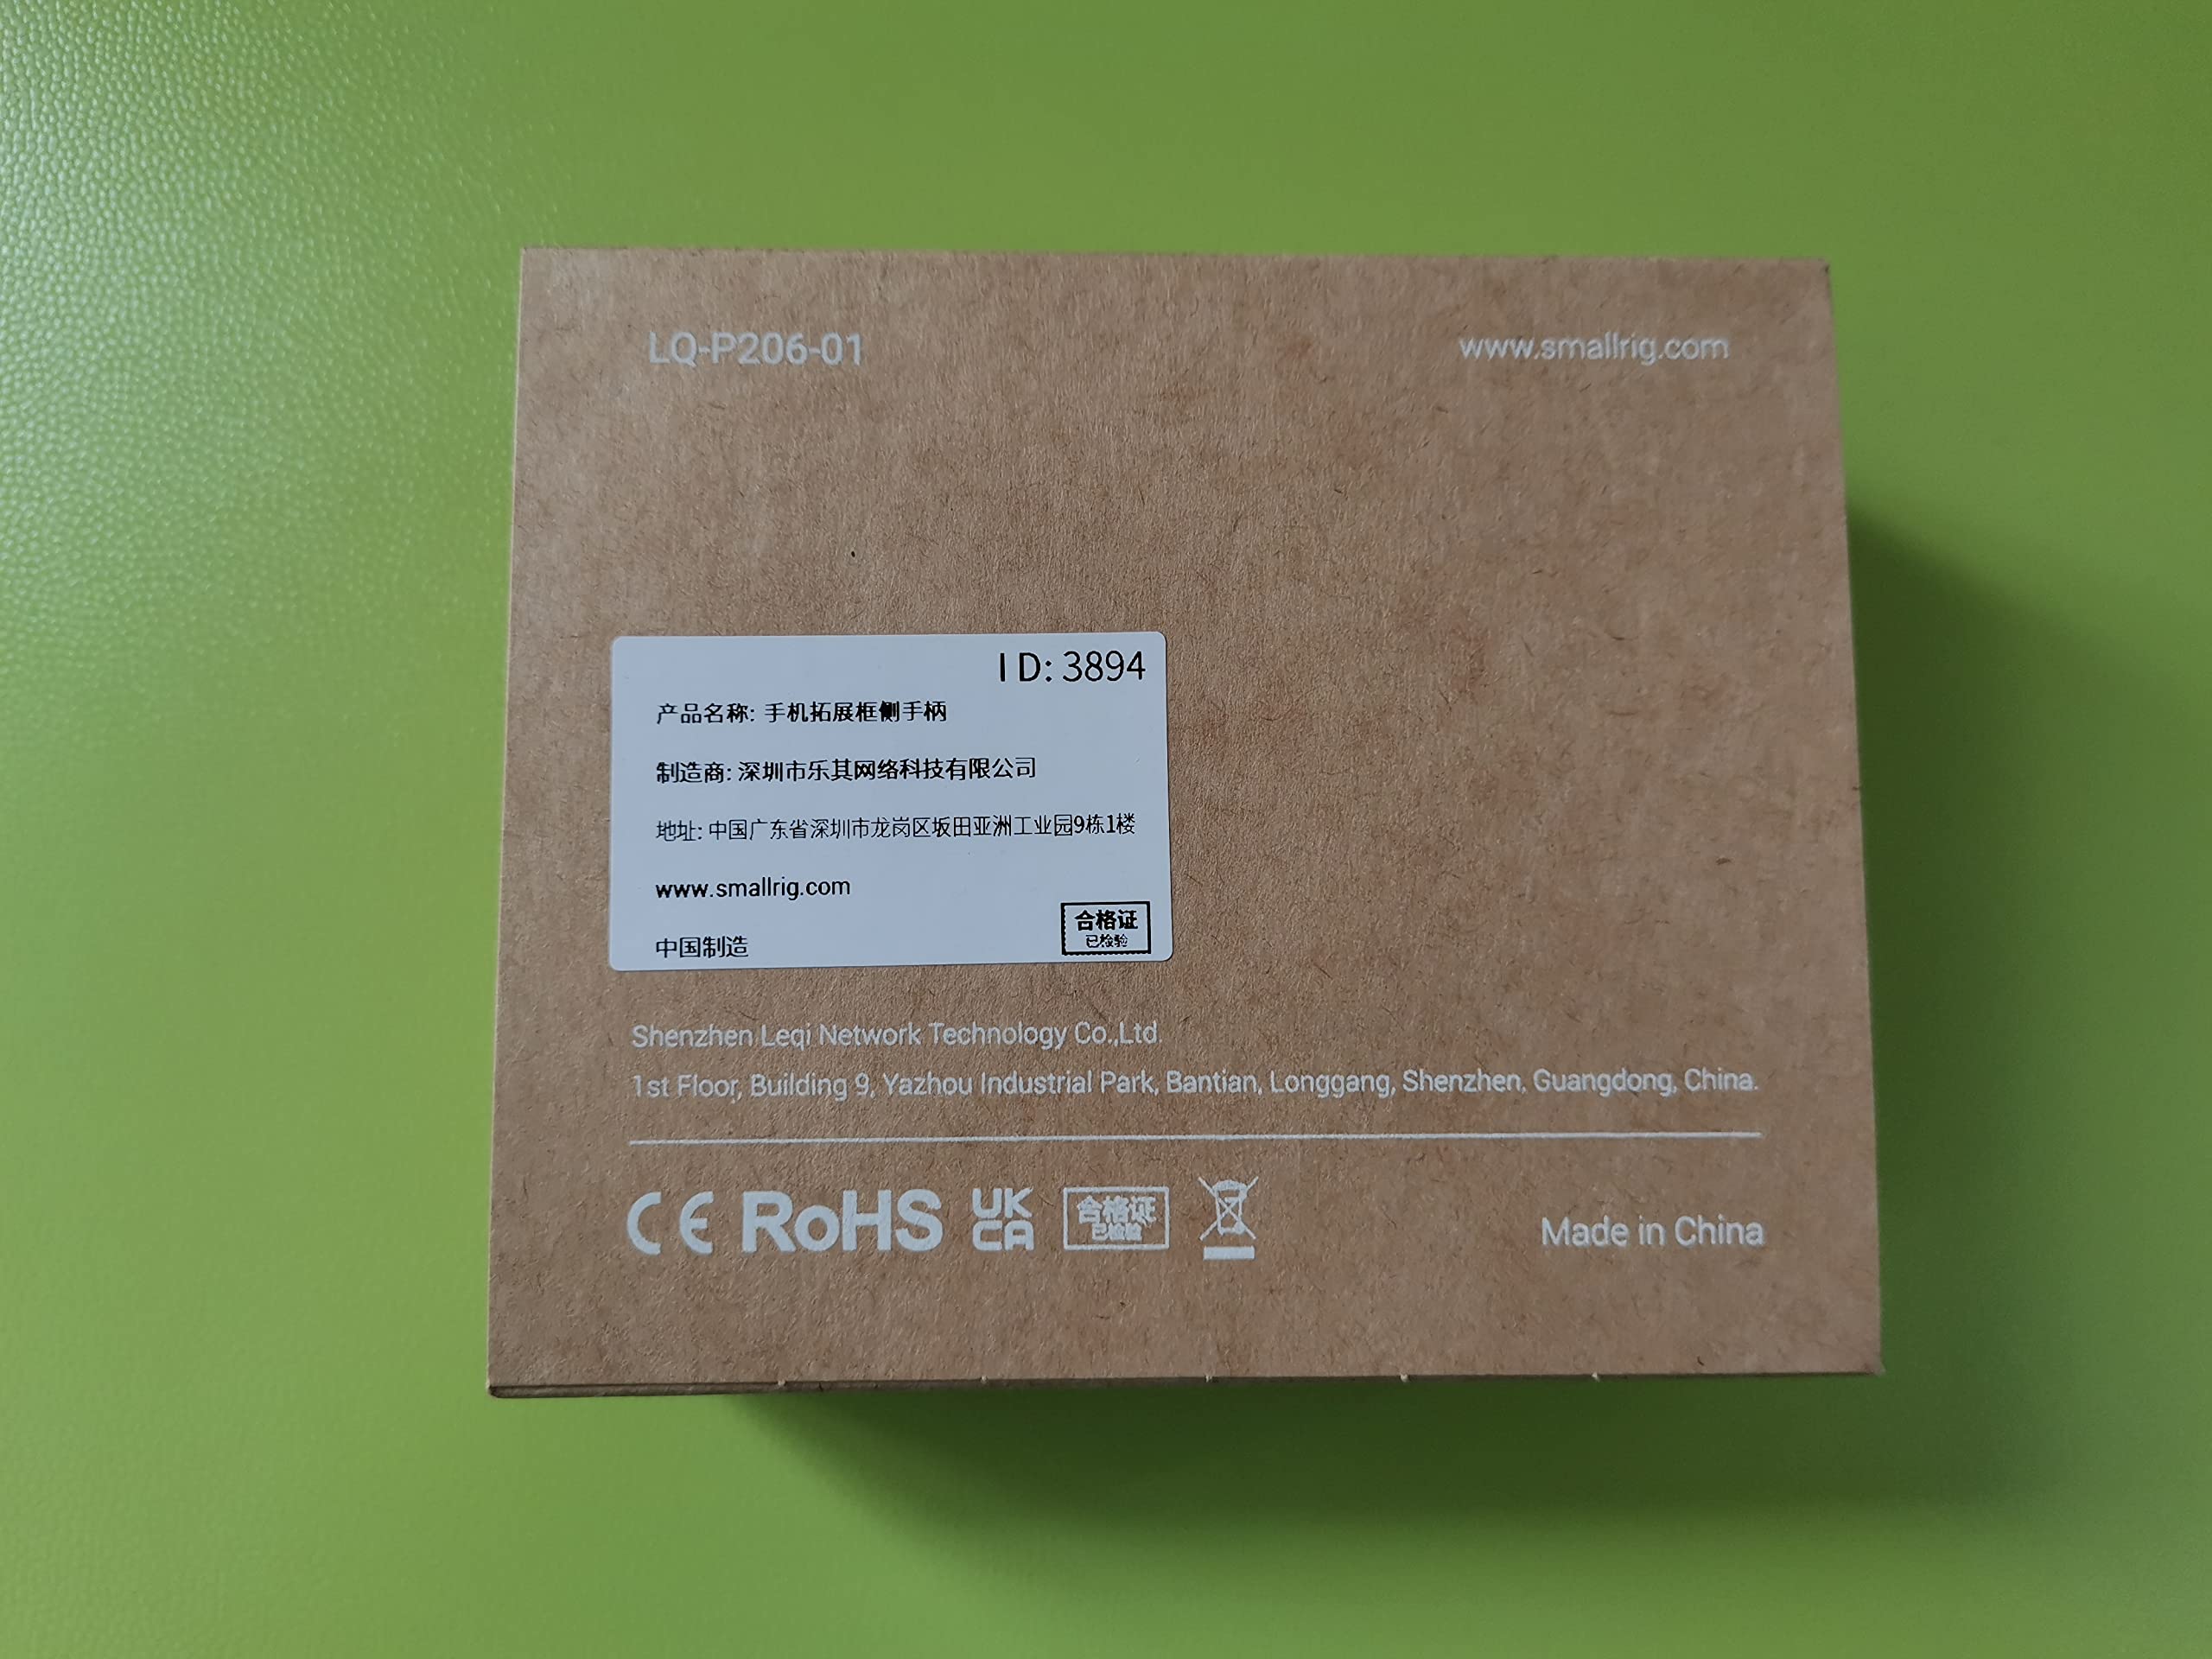 LQ-P206-01
www.smallrig.com
ID: 3894
产品名称: 手机拓展框侧手柄
制造商: 深圳市乐其网络科技有限公司
地址: 中国广东省深圳市龙岗区坂田亚洲工业园9栋1楼
www.smallrig.com
中国制造
合格证
已检验
Shenzhen Leqi Network Technology Co.,Ltd.
1st Floor, Building 9, Yazhou Industrial Park, Bantian, Longgang, Shenzhen, Guangdong, China.
CE RoHS UK
CA
合格证
已检验
Made in China